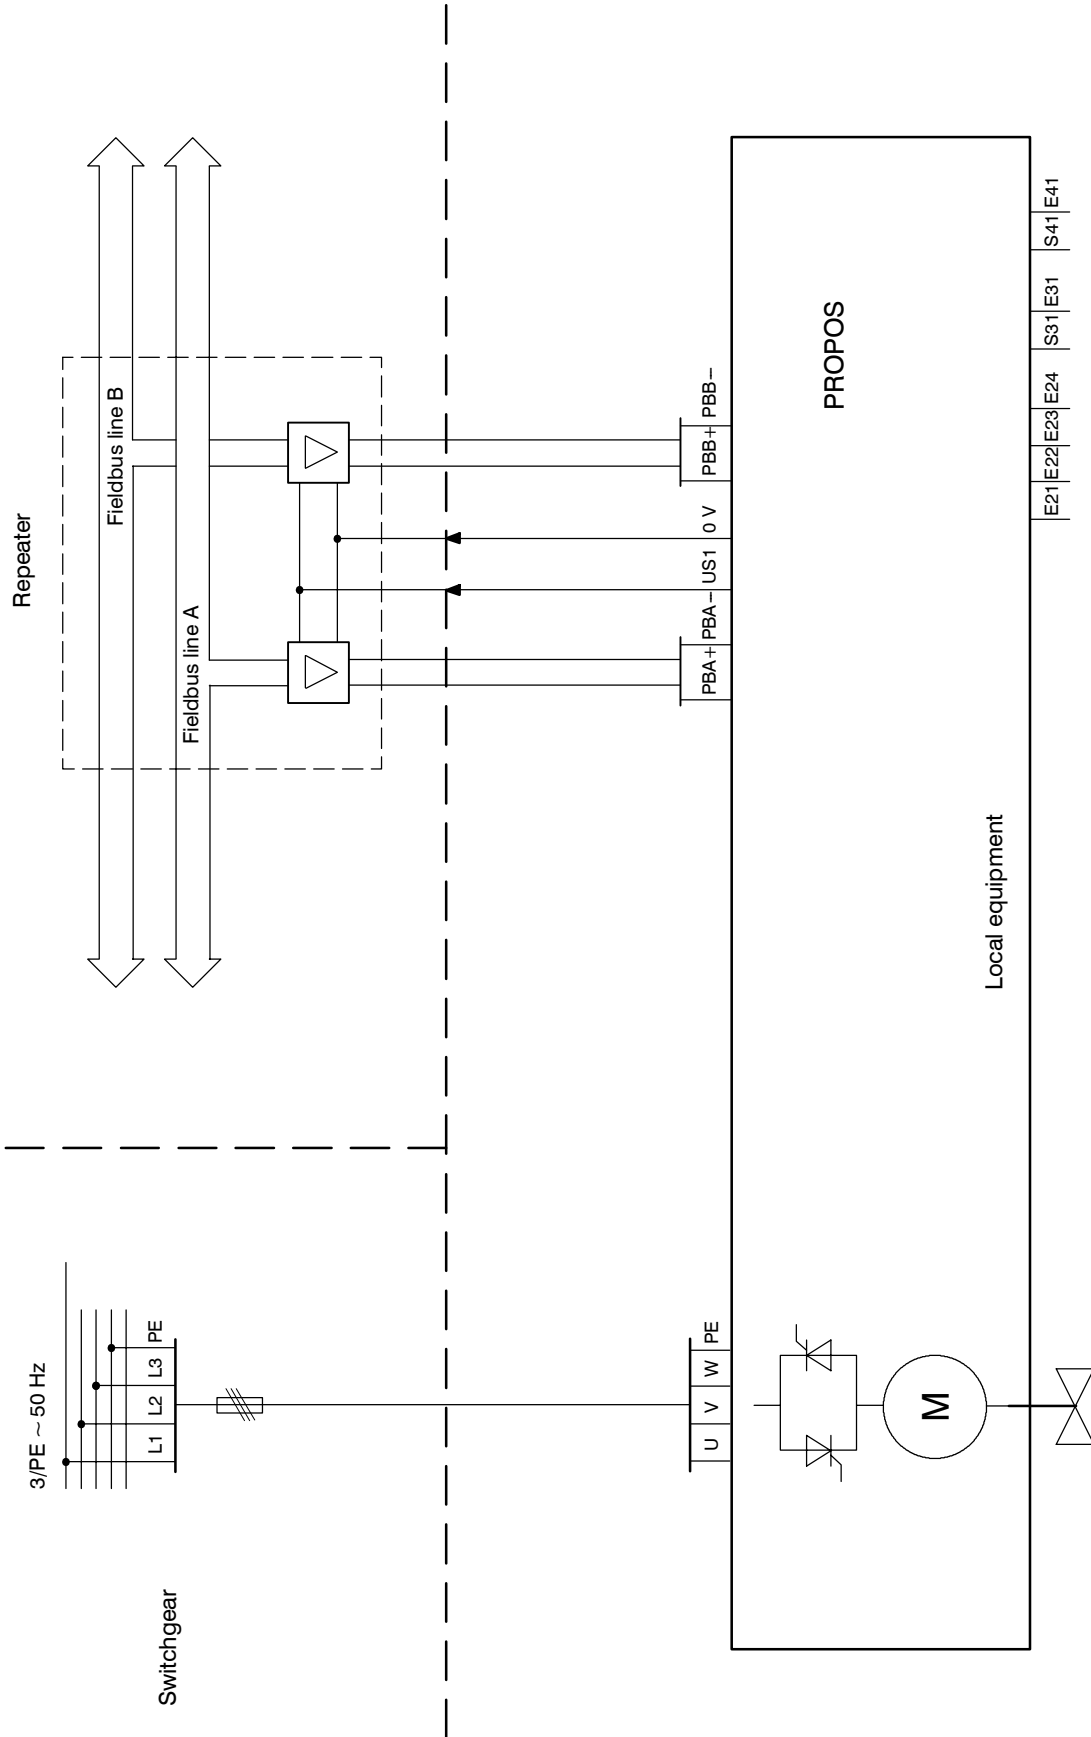 Switchgear
3/PE ~ 50 Hz
L1 L2 L3 PE
Repeater
Fieldbus line B
Fieldbus line A
U V W PE
PBA+ PBA− US1 0 V PBB+ PBB−
PROPOS
M
Local equipment
E21 E22 E23 E24 S31 E31 S41 E41